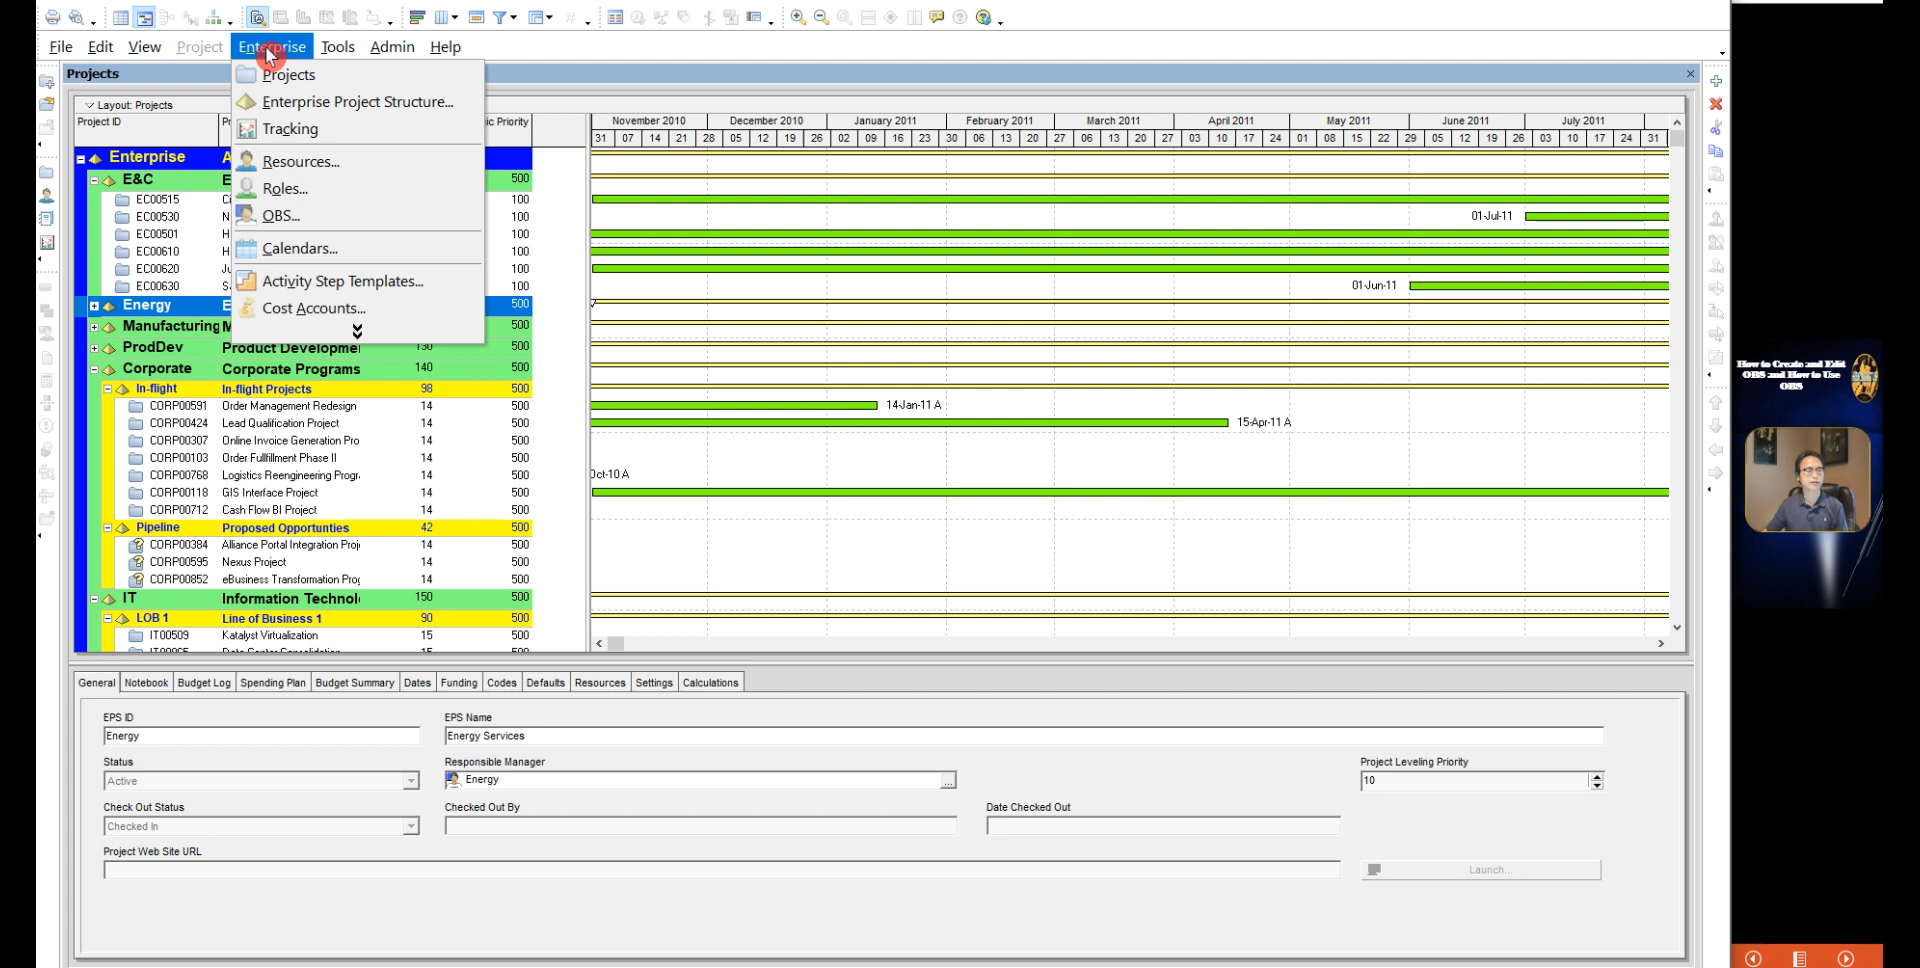 File Edit View Project Enterprise Tools Admin Help
Projects
Layout: Projects
Project ID
ic Priority
Projects
Enterprise Project Structure...
Tracking
Resources...
Roles...
OBS...
Calendars...
Activity Step Templates...
Cost Accounts...
November 2010 December 2010 January 2011 February 2011 March 2011 April 2011 May 2011 June 2011 July 2011
31 07 14 21 28 05 12 19 26 02 09 16 23 30 06 13 20 27 06 13 20 27 03 10 17 24 01 08 15 22 29 05 12 19 26 03 10 17 24 31
Enterprise
E&C 500
EC00515 100
EC00530 100 01-Jul-11
EC00501 100
EC00610 100
EC00620 100
EC00630 100 01-Jun-11
Energy 500
Manufacturing 500
ProdDev Product Developme 130 500
Corporate Corporate Programs 140 500
In-flight In-flight Projects 98 500
CORP00591 Order Management Redesign 14 500 14-Jan-11 A
CORP00424 Lead Qualification Project 14 500 15-Apr-11 A
CORP00307 Online Invoice Generation Pro 14 500
CORP00103 Order Fullfillment Phase II 14 500
CORP00768 Logistics Reengineering Progr 14 500 Oct-10 A
CORP00118 GIS Interface Project 14 500
CORP00712 Cash Flow BI Project 14 500
Pipeline Proposed Opportunties 42 500
CORP00384 Alliance Portal Integration Proj 14 500
CORP00595 Nexus Project 14 500
CORP00852 eBusiness Transformation Proj 14 500
IT Information Technol 150 500
LOB 1 Line of Business 1 90 500
IT00509 Katalyst Virtualization 15 500
General Notebook Budget Log Spending Plan Budget Summary Dates Funding Codes Defaults Resources Settings Calculations
EPS ID EPS Name
Energy Energy Services
Status Responsible Manager Project Leveling Priority
Active Energy ... 10
Check Out Status Checked Out By Date Checked Out
Checked In
Project Web Site URL
Launch...
How to Create and Edit
OBS and How to Use
OBS